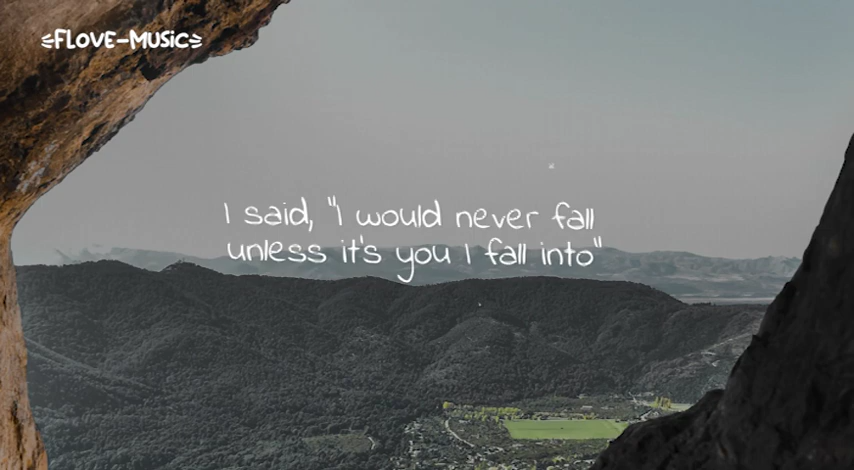 FLOVE-MUSIC
I said, "I would never fall
unless it's you I fall into"